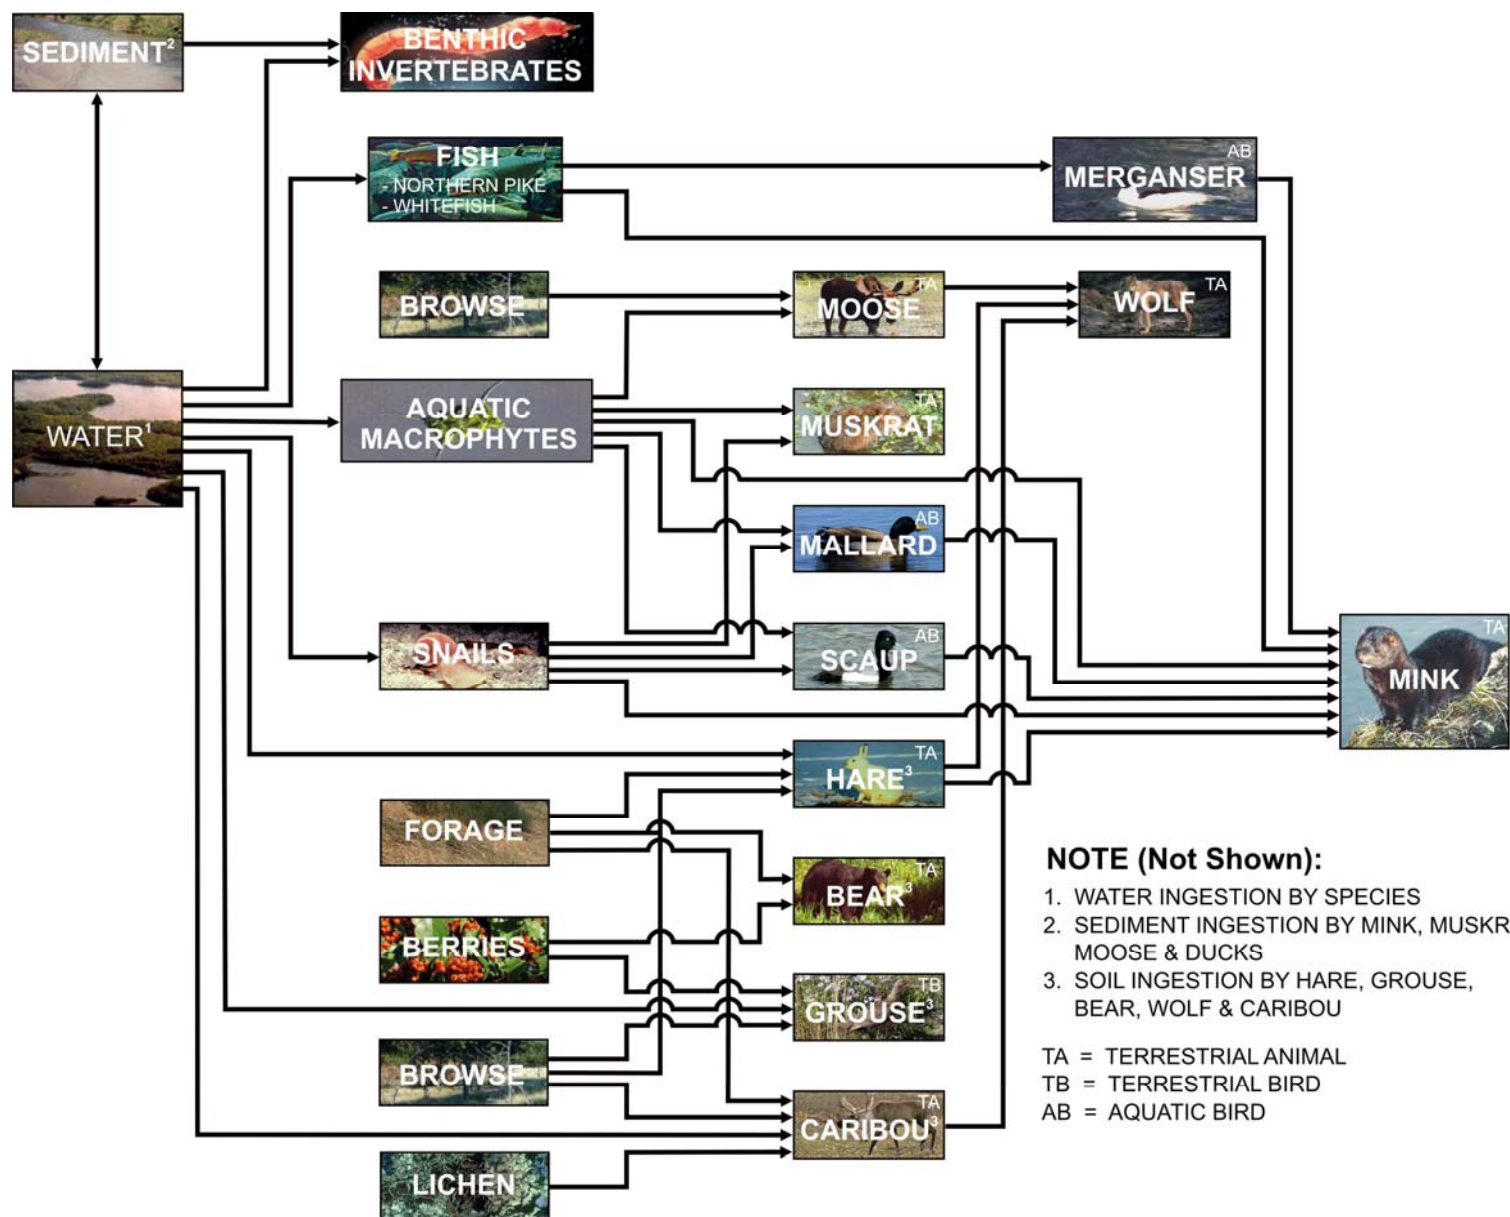 SEDIMENT²
BENTHIC
INVERTEBRATES
FISH
- NORTHERN PIKE
- WHITEFISH
AB
MERGANSER
BROWSE
TA
MOOSE
TA
WOLF
WATER¹
AQUATIC
MACROPHYTES
TA
MUSKRAT
AB
MALLARD
SNAILS
AB
SCAUP
TA
MINK
TA
HARE³
FORAGE
TA
BEAR³
BERRIES
TB
GROUSE³
BROWSE
TA
CARIBOU³
LICHEN
NOTE (Not Shown):
1. WATER INGESTION BY SPECIES
2. SEDIMENT INGESTION BY MINK, MUSKR
MOOSE & DUCKS
3. SOIL INGESTION BY HARE, GROUSE,
BEAR, WOLF & CARIBOU
TA = TERRESTRIAL ANIMAL
TB = TERRESTRIAL BIRD
AB = AQUATIC BIRD